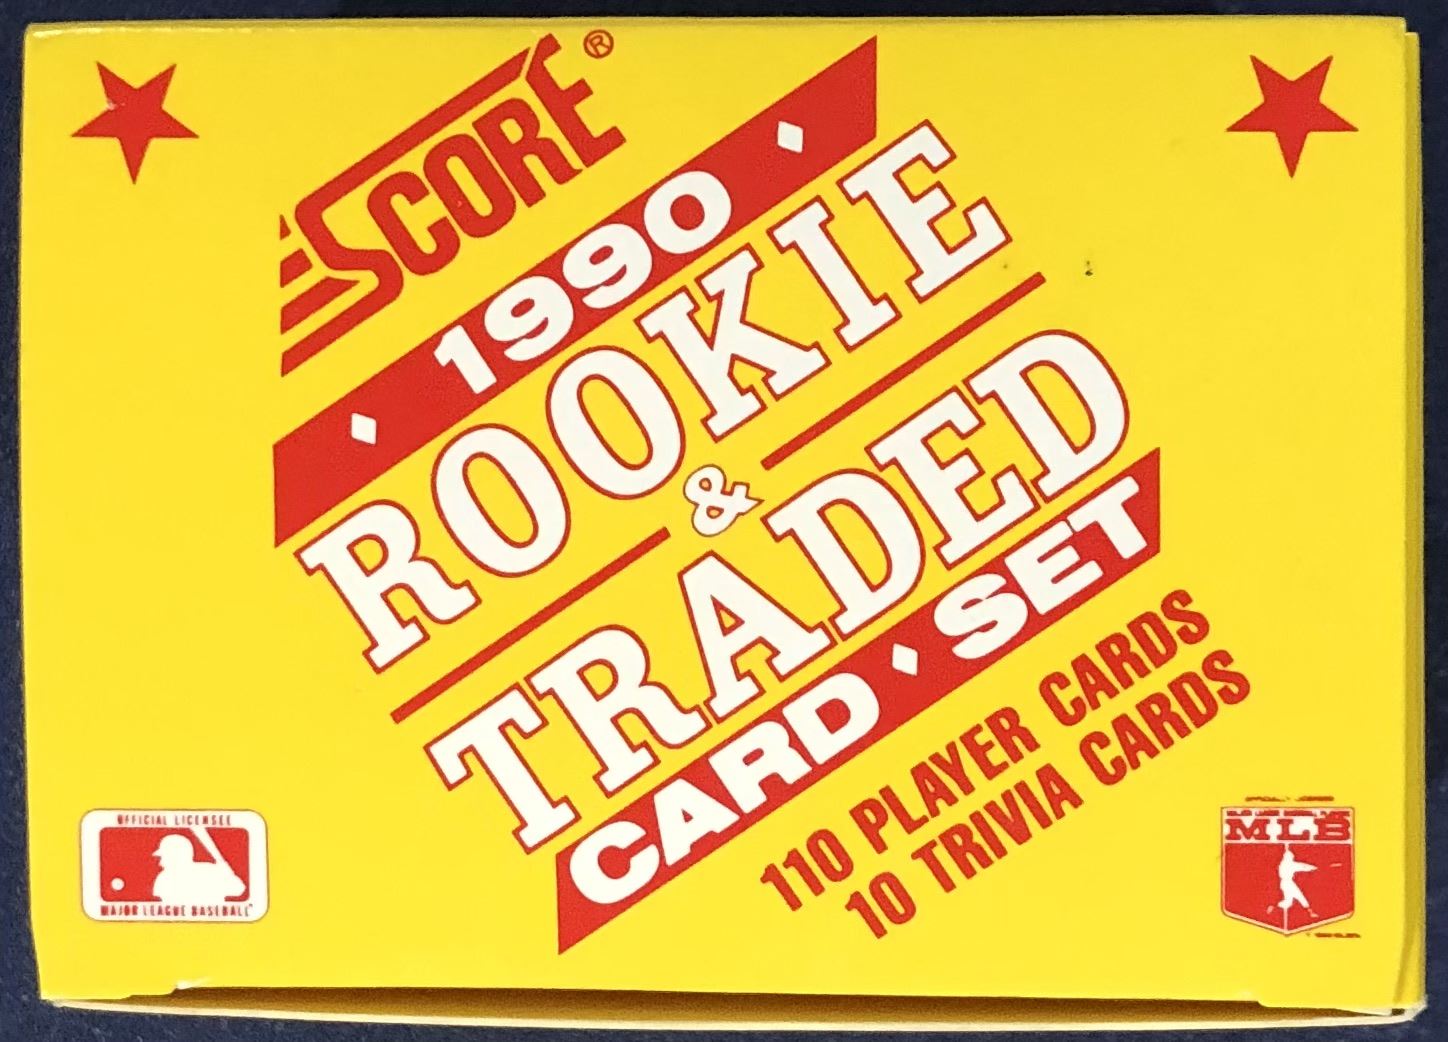 SCORE®
1990
ROOKIE
&
TRADED
CARD SET
110 PLAYER CARDS
10 TRIVIA CARDS
OFFICIAL LICENSEE
MAJOR LEAGUE BASEBALL
MLB